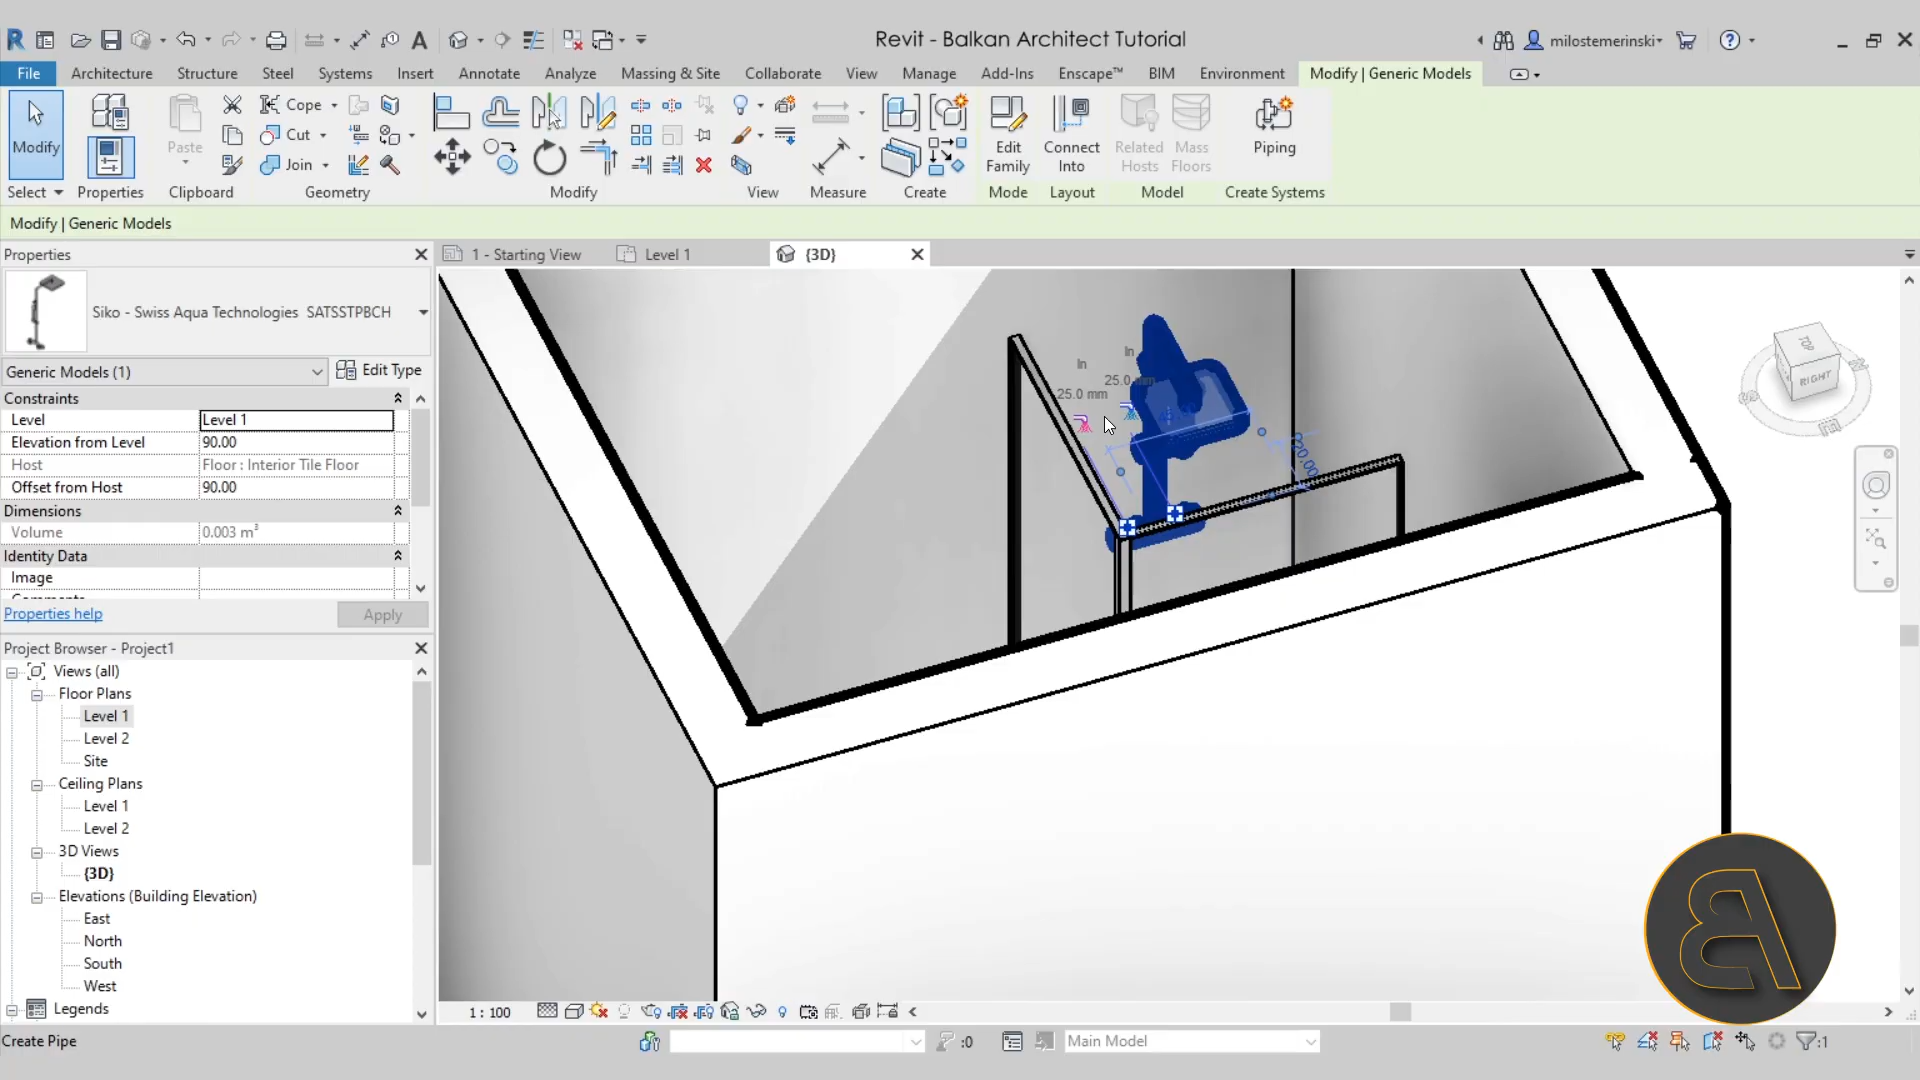 Revit - Balkan Architect Tutorial
milostemerinski
File Architecture Structure Steel Systems Insert Annotate Analyze Massing & Site Collaborate View Manage Add-Ins Enscape™ BIM Environment Modify | Generic Models
Modify
Paste
Cope
Cut
Join
Edit Family
Connect Into
Related Hosts
Mass Floors
Piping
Select Properties Clipboard Geometry Modify View Measure Create Mode Layout Model Create Systems
Modify | Generic Models
Properties
1 - Starting View
Level 1
{3D}
Siko - Swiss Aqua Technologies SATSSTPBCH
Generic Models (1)
Edit Type
Constraints
Level Level 1
Elevation from Level 90.00
Host Floor : Interior Tile Floor
Offset from Host 90.00
Dimensions
Volume 0.003 m³
Identity Data
Image
Properties help
Apply
In
In
25.0 mm
25.0 mm
TOP
RIGHT
Project Browser - Project1
Views (all)
Floor Plans
Level 1
Level 2
Site
Ceiling Plans
Level 1
Level 2
3D Views
{3D}
Elevations (Building Elevation)
East
North
South
West
Legends
1 : 100
Create Pipe
:0
Main Model
:1